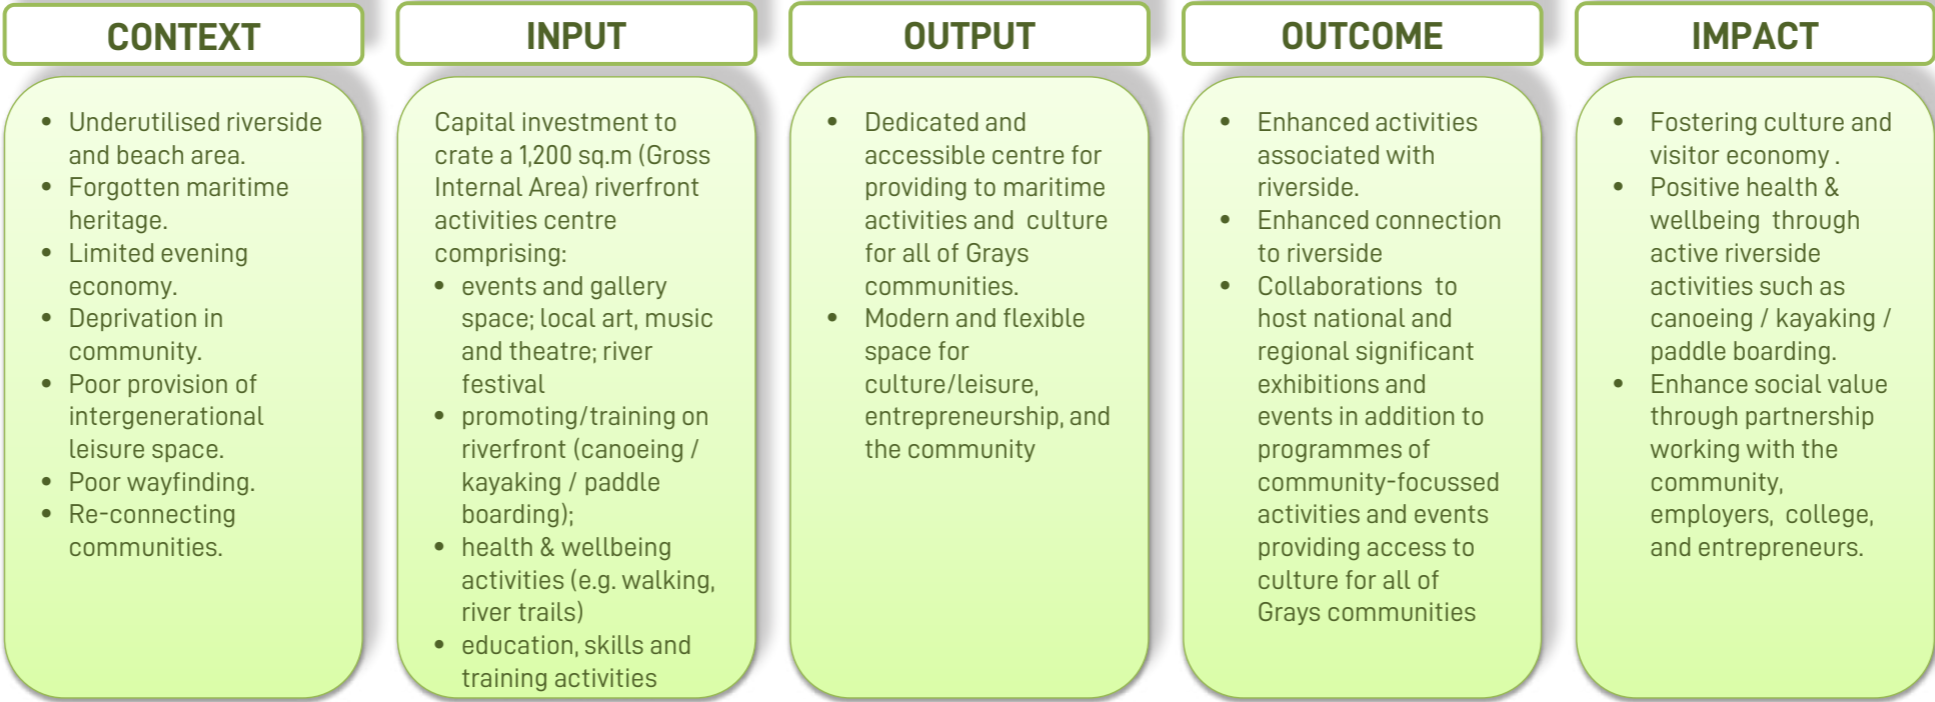 CONTEXT
• Underutilised riverside
and beach area.
• Forgotten maritime
heritage.
• Limited evening
economy.
• Deprivation in
community.
• Poor provision of
intergenerational
leisure space.
• Poor wayfinding.
• Re-connecting
communities.
INPUT
Capital investment to
crate a 1,200 sq.m (Gross
Internal Area) riverfront
activities centre
comprising:
• events and gallery
space; local art, music
and theatre; river
festival
• promoting/training on
riverfront (canoeing /
kayaking / paddle
boarding);
• health & wellbeing
activities (e.g. walking,
river trails)
• education, skills and
training activities
OUTPUT
• Dedicated and
accessible centre for
providing to maritime
activities and culture
for all of Grays
communities.
• Modern and flexible
space for
culture/leisure,
entrepreneurship, and
the community
OUTCOME
• Enhanced activities
associated with
riverside.
• Enhanced connection
to riverside
• Collaborations to
host national and
regional significant
exhibitions and
events in addition to
programmes of
community-focussed
activities and events
providing access to
culture for all of
Grays communities
IMPACT
• Fostering culture and
visitor economy .
• Positive health &
wellbeing through
active riverside
activities such as
canoeing / kayaking /
paddle boarding.
• Enhance social value
through partnership
working with the
community,
employers, college,
and entrepreneurs.